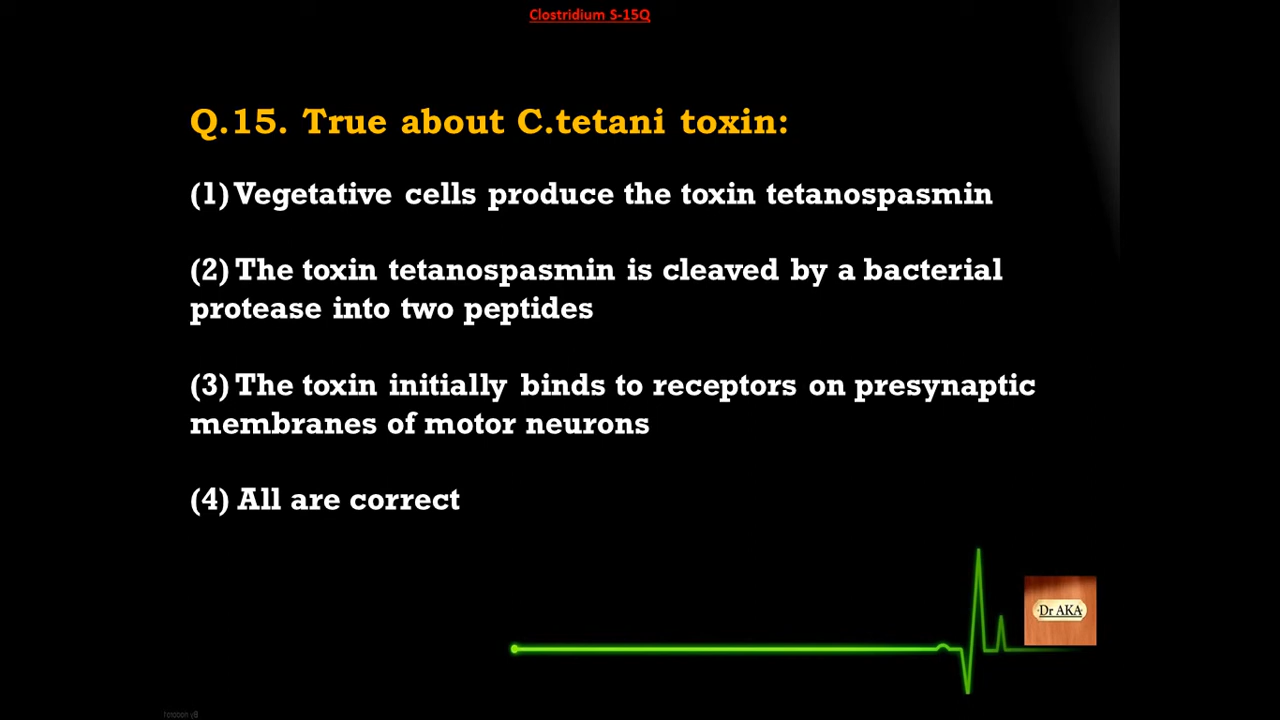 Clostridium S-15Q
Q.15. True about C.tetani toxin:
(1) Vegetative cells produce the toxin tetanospasmin
(2) The toxin tetanospasmin is cleaved by a bacterial
protease into two peptides
(3) The toxin initially binds to receptors on presynaptic
membranes of motor neurons
(4) All are correct
Dr AKA